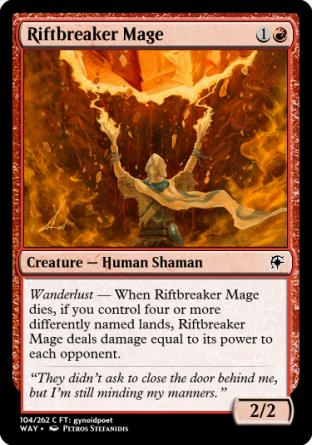 Riftbreaker Mage 1
Creature — Human Shaman
Wanderlust — When Riftbreaker Mage
dies, if you control four or more
differently named lands, Riftbreaker
Mage deals damage equal to its power to
each opponent.
“They didn't ask to close the door behind me,
but I'm still minding my manners.”
2/2
104/262 C FT: gynoidpoet
WAY • Petros Stefanidis